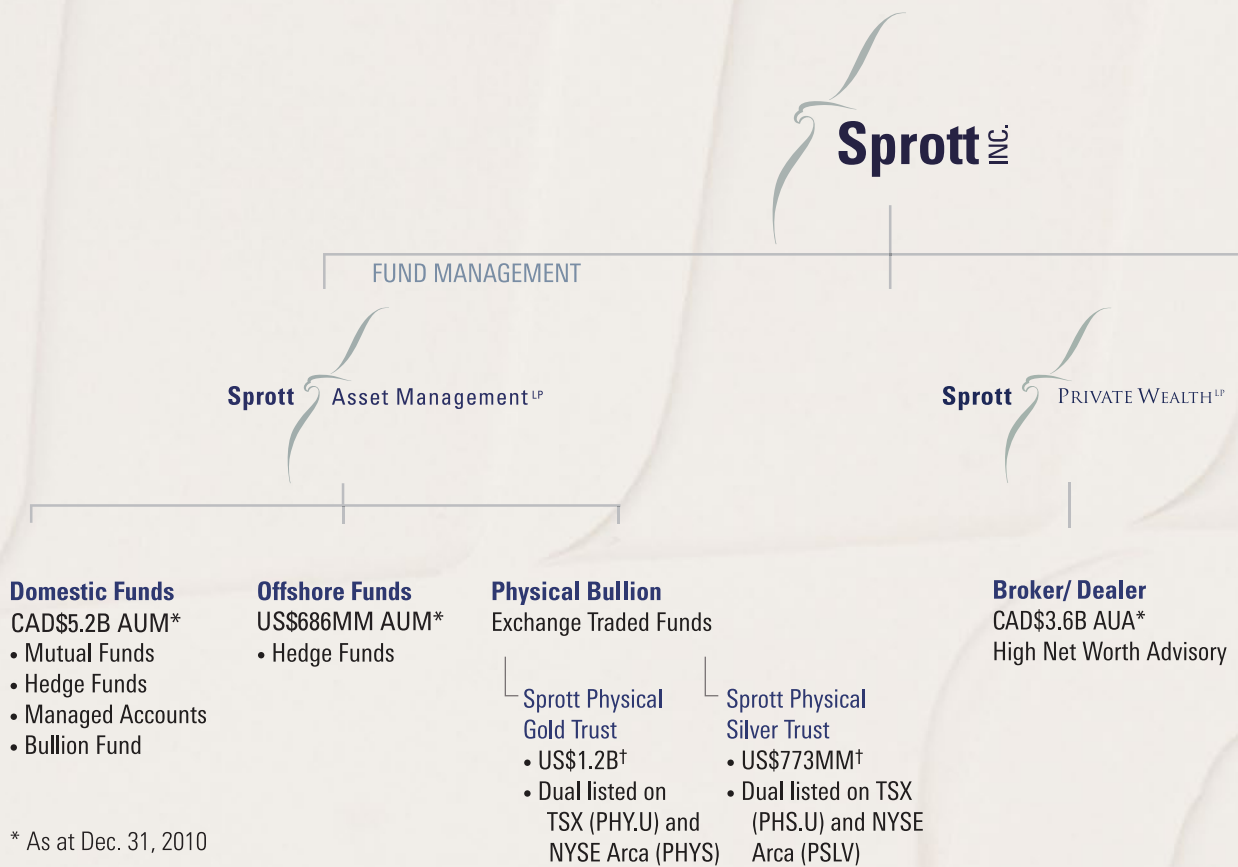 Sprott INC.
FUND MANAGEMENT
Sprott Asset Management LP
Sprott PRIVATE WEALTH LP
Domestic Funds
CAD$5.2B AUM*
• Mutual Funds
• Hedge Funds
• Managed Accounts
• Bullion Fund
Offshore Funds
US$686MM AUM*
• Hedge Funds
Physical Bullion
Exchange Traded Funds
Sprott Physical
Gold Trust
• US$1.2B†
• Dual listed on
TSX (PHY.U) and
NYSE Arca (PHYS)
Sprott Physical
Silver Trust
• US$773MM†
• Dual listed on TSX
(PHS.U) and NYSE
Arca (PSLV)
Broker/ Dealer
CAD$3.6B AUA*
High Net Worth Advisory
* As at Dec. 31, 2010